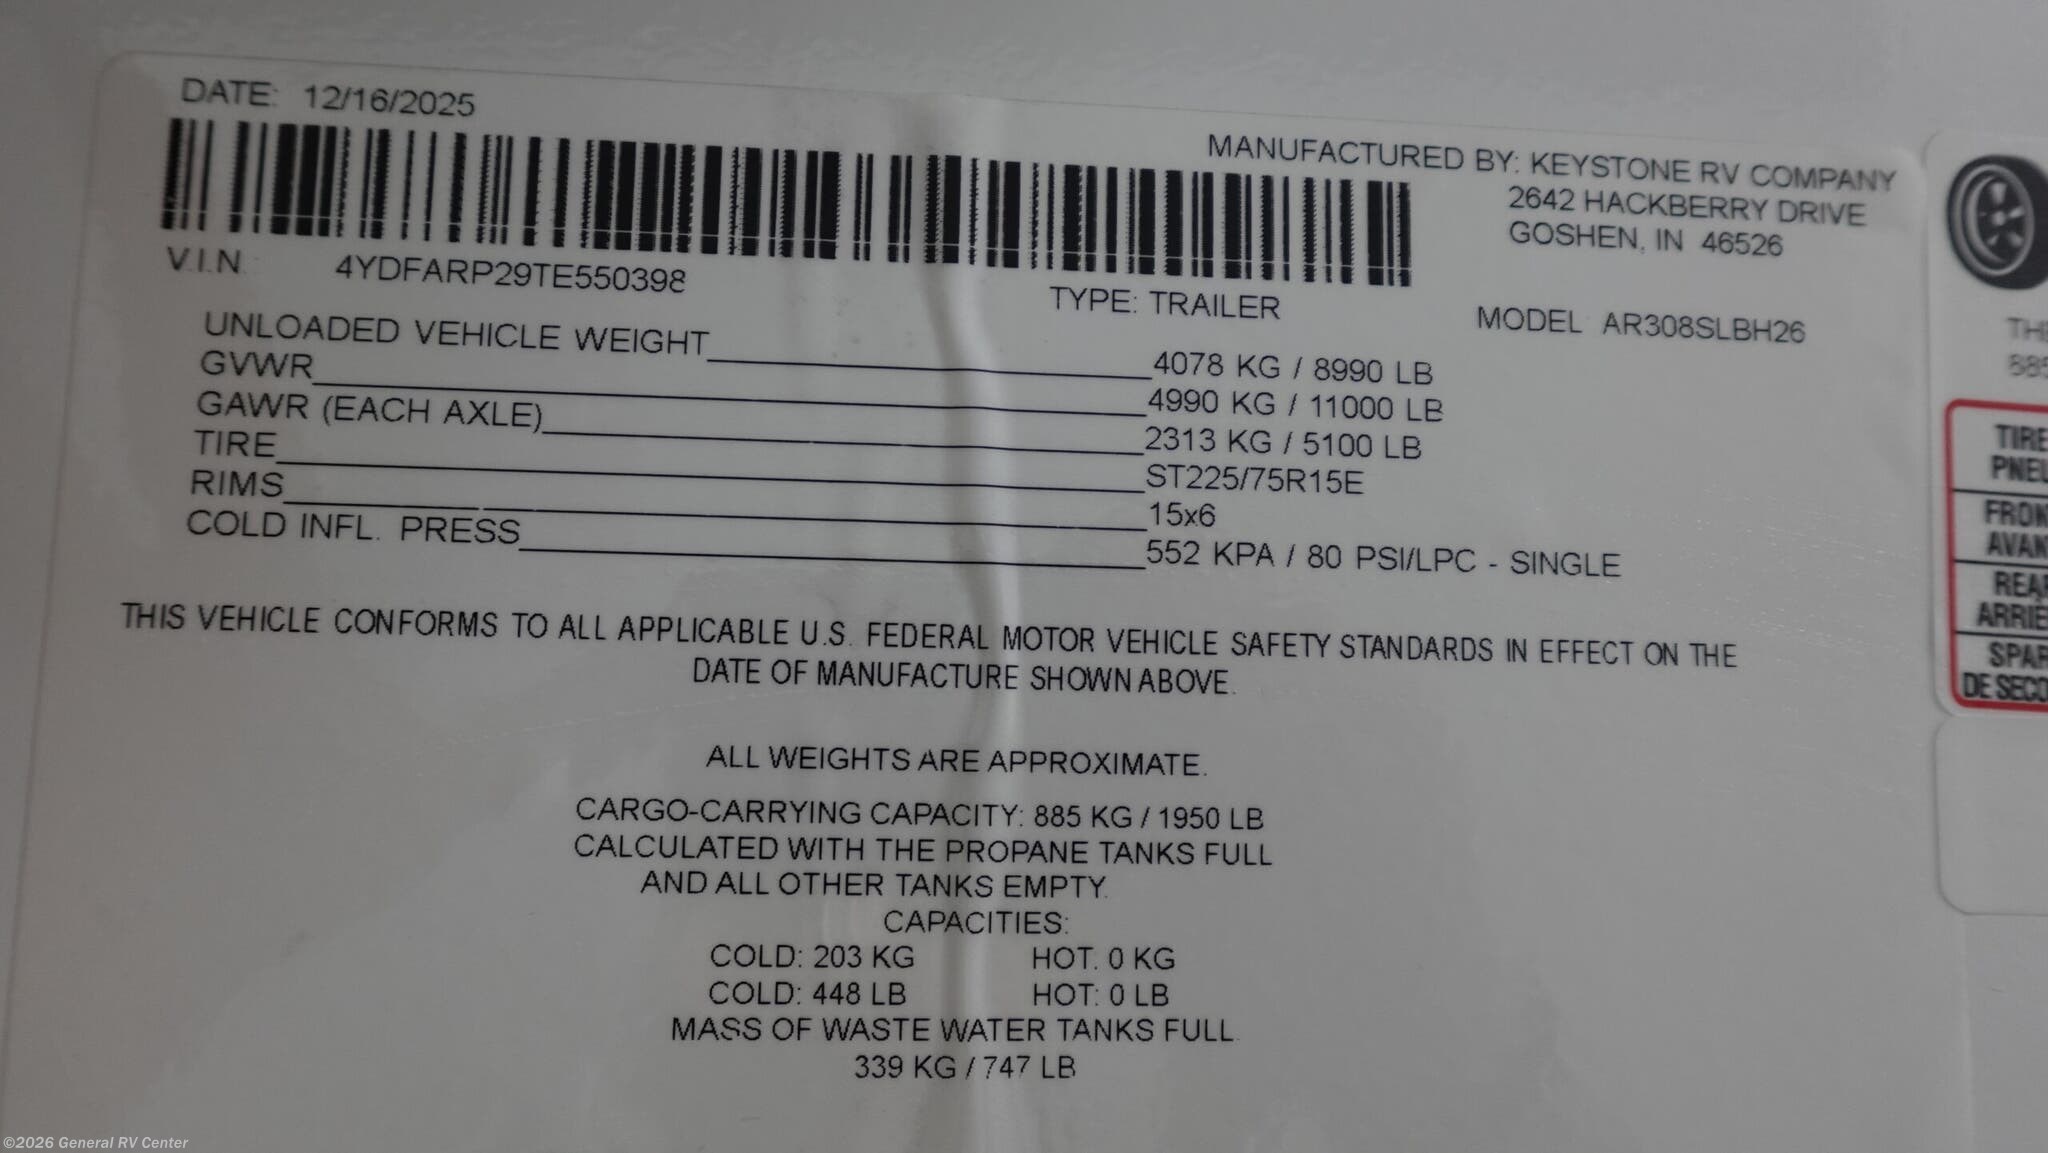 DATE: 12/16/2025
MANUFACTURED BY: KEYSTONE RV COMPANY
2642 HACKBERRY DRIVE
GOSHEN, IN 46526
V.I.N. 4YDFARP29TE550398
TYPE: TRAILER
MODEL AR308SLBH26
UNLOADED VEHICLE WEIGHT 4078 KG / 8990 LB
GVWR 4990 KG / 11000 LB
GAWR (EACH AXLE) 2313 KG / 5100 LB
TIRE ST225/75R15E
RIMS 15x6
COLD INFL. PRESS 552 KPA / 80 PSI/LPC - SINGLE
THIS VEHICLE CONFORMS TO ALL APPLICABLE U.S. FEDERAL MOTOR VEHICLE SAFETY STANDARDS IN EFFECT ON THE
DATE OF MANUFACTURE SHOWN ABOVE.
ALL WEIGHTS ARE APPROXIMATE.
CARGO-CARRYING CAPACITY: 885 KG / 1950 LB
CALCULATED WITH THE PROPANE TANKS FULL
AND ALL OTHER TANKS EMPTY.
CAPACITIES:
COLD: 203 KG HOT: 0 KG
COLD: 448 LB HOT: 0 LB
MASS OF WASTE WATER TANKS FULL
339 KG / 747 LB
TIRE
FRON
AVAN
REAR
SPAR
DE SECO
©2026 General RV Center